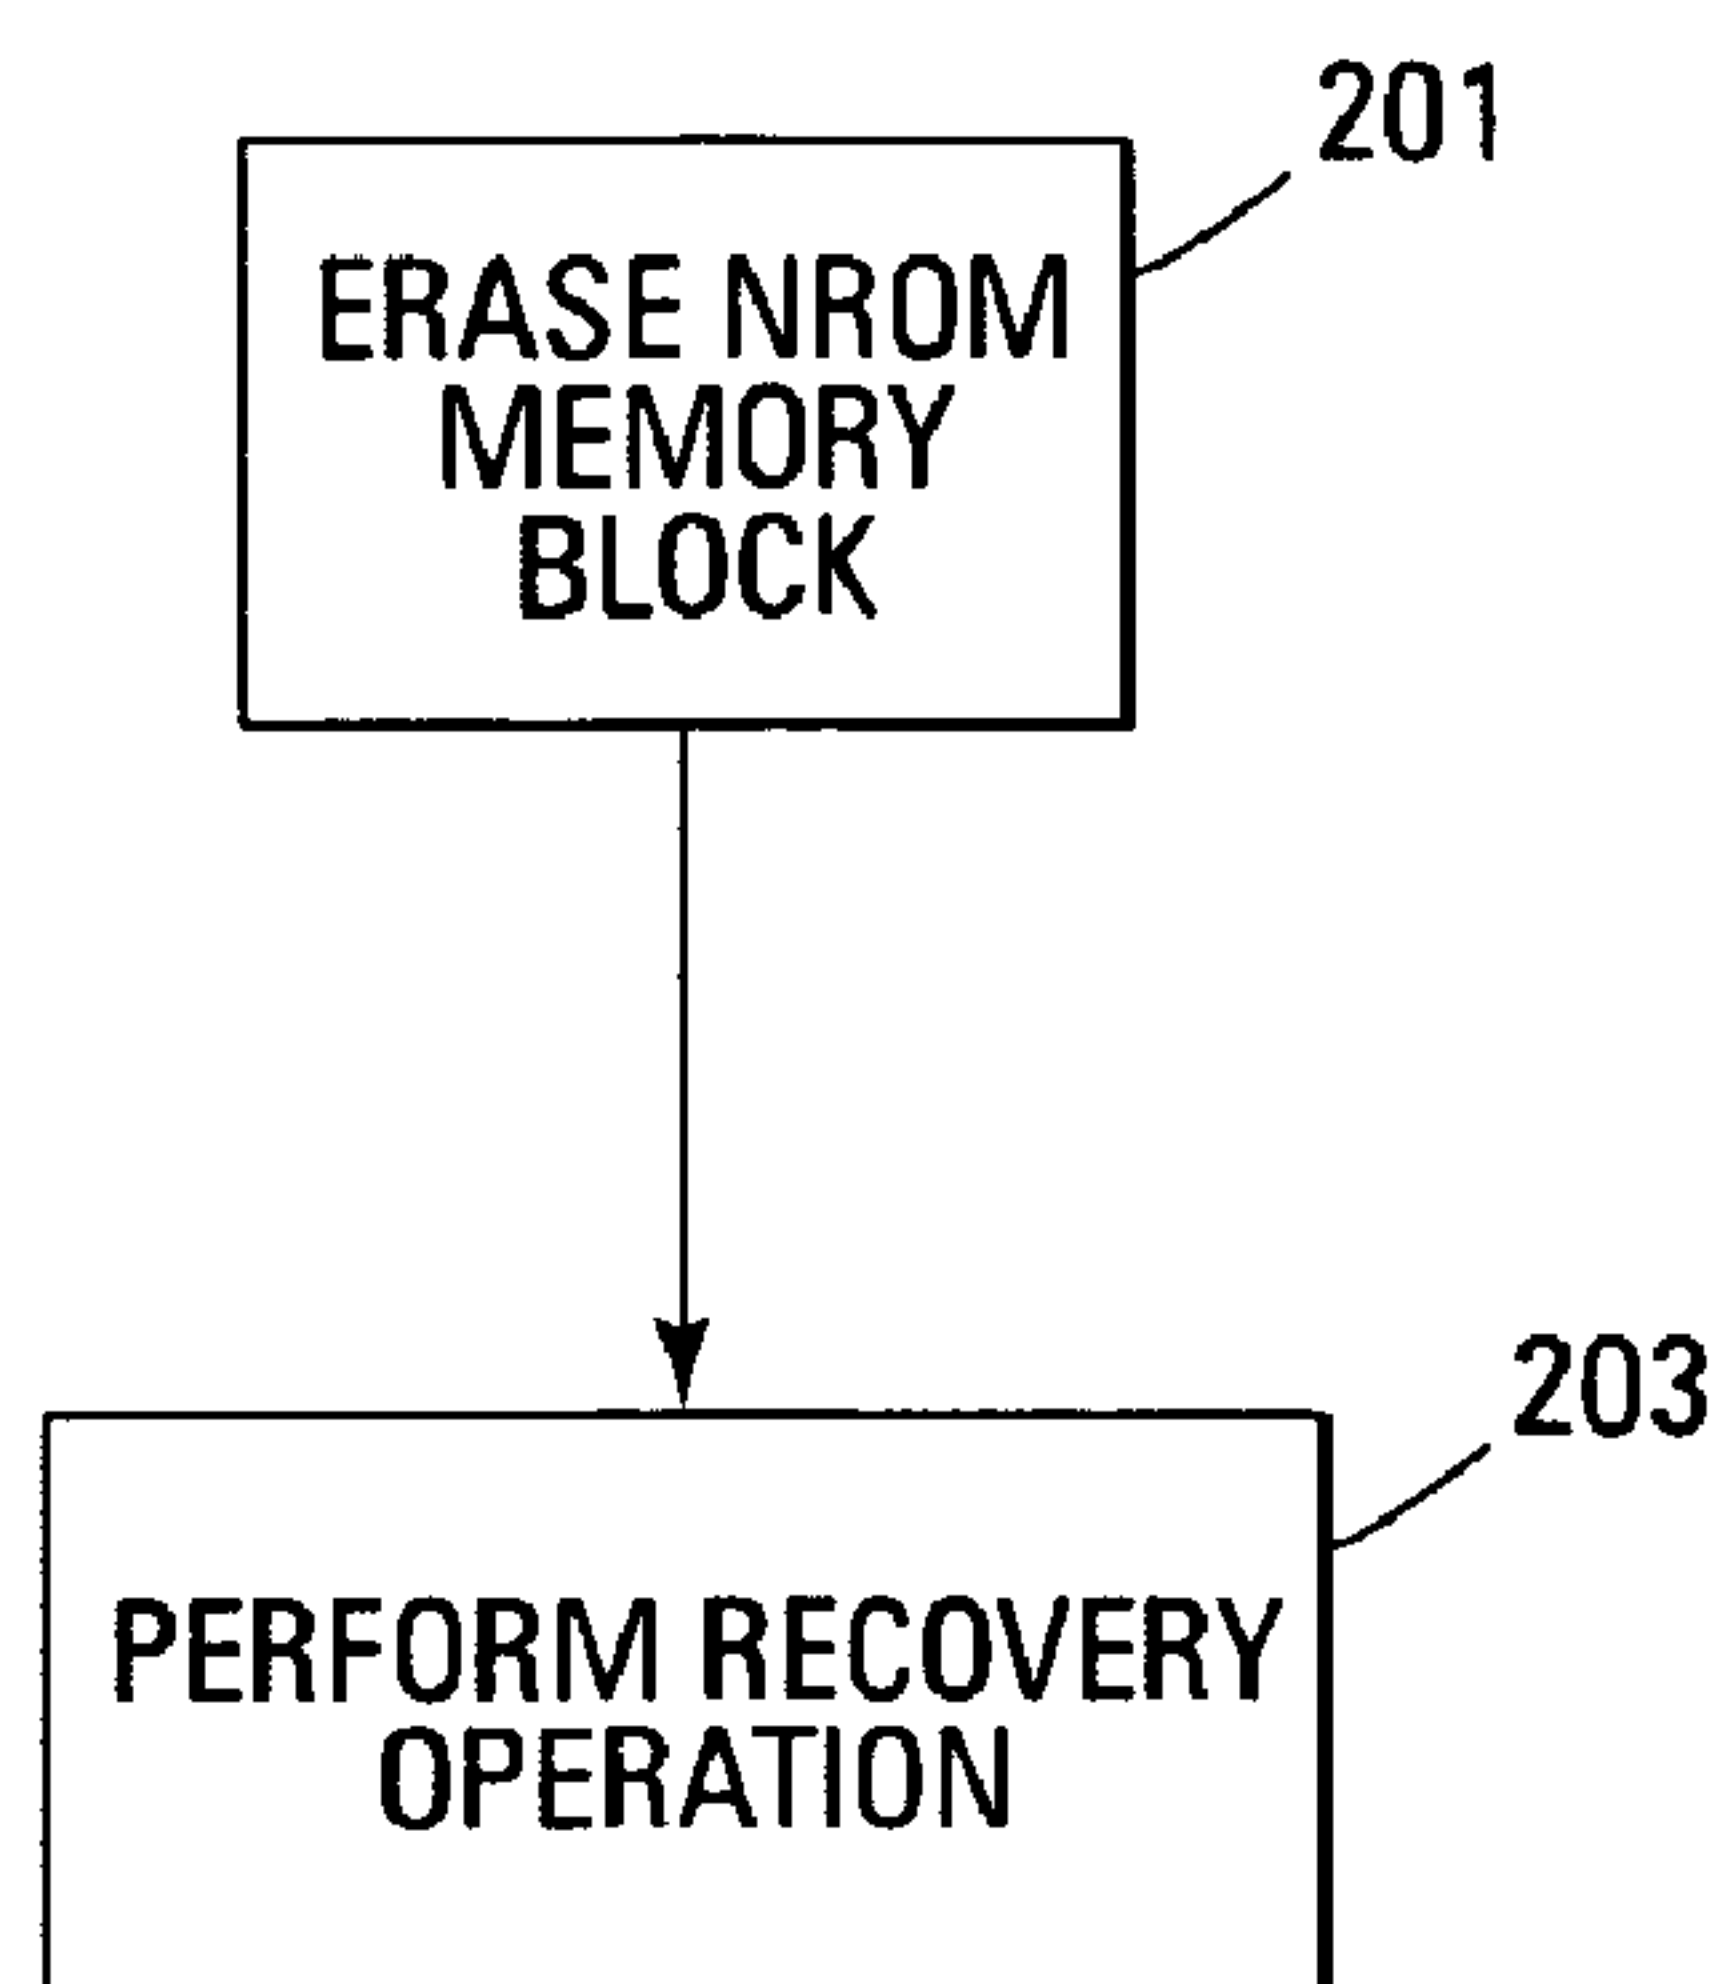 201
ERASE NROM
MEMORY
BLOCK
203
PERFORM RECOVERY
OPERATION